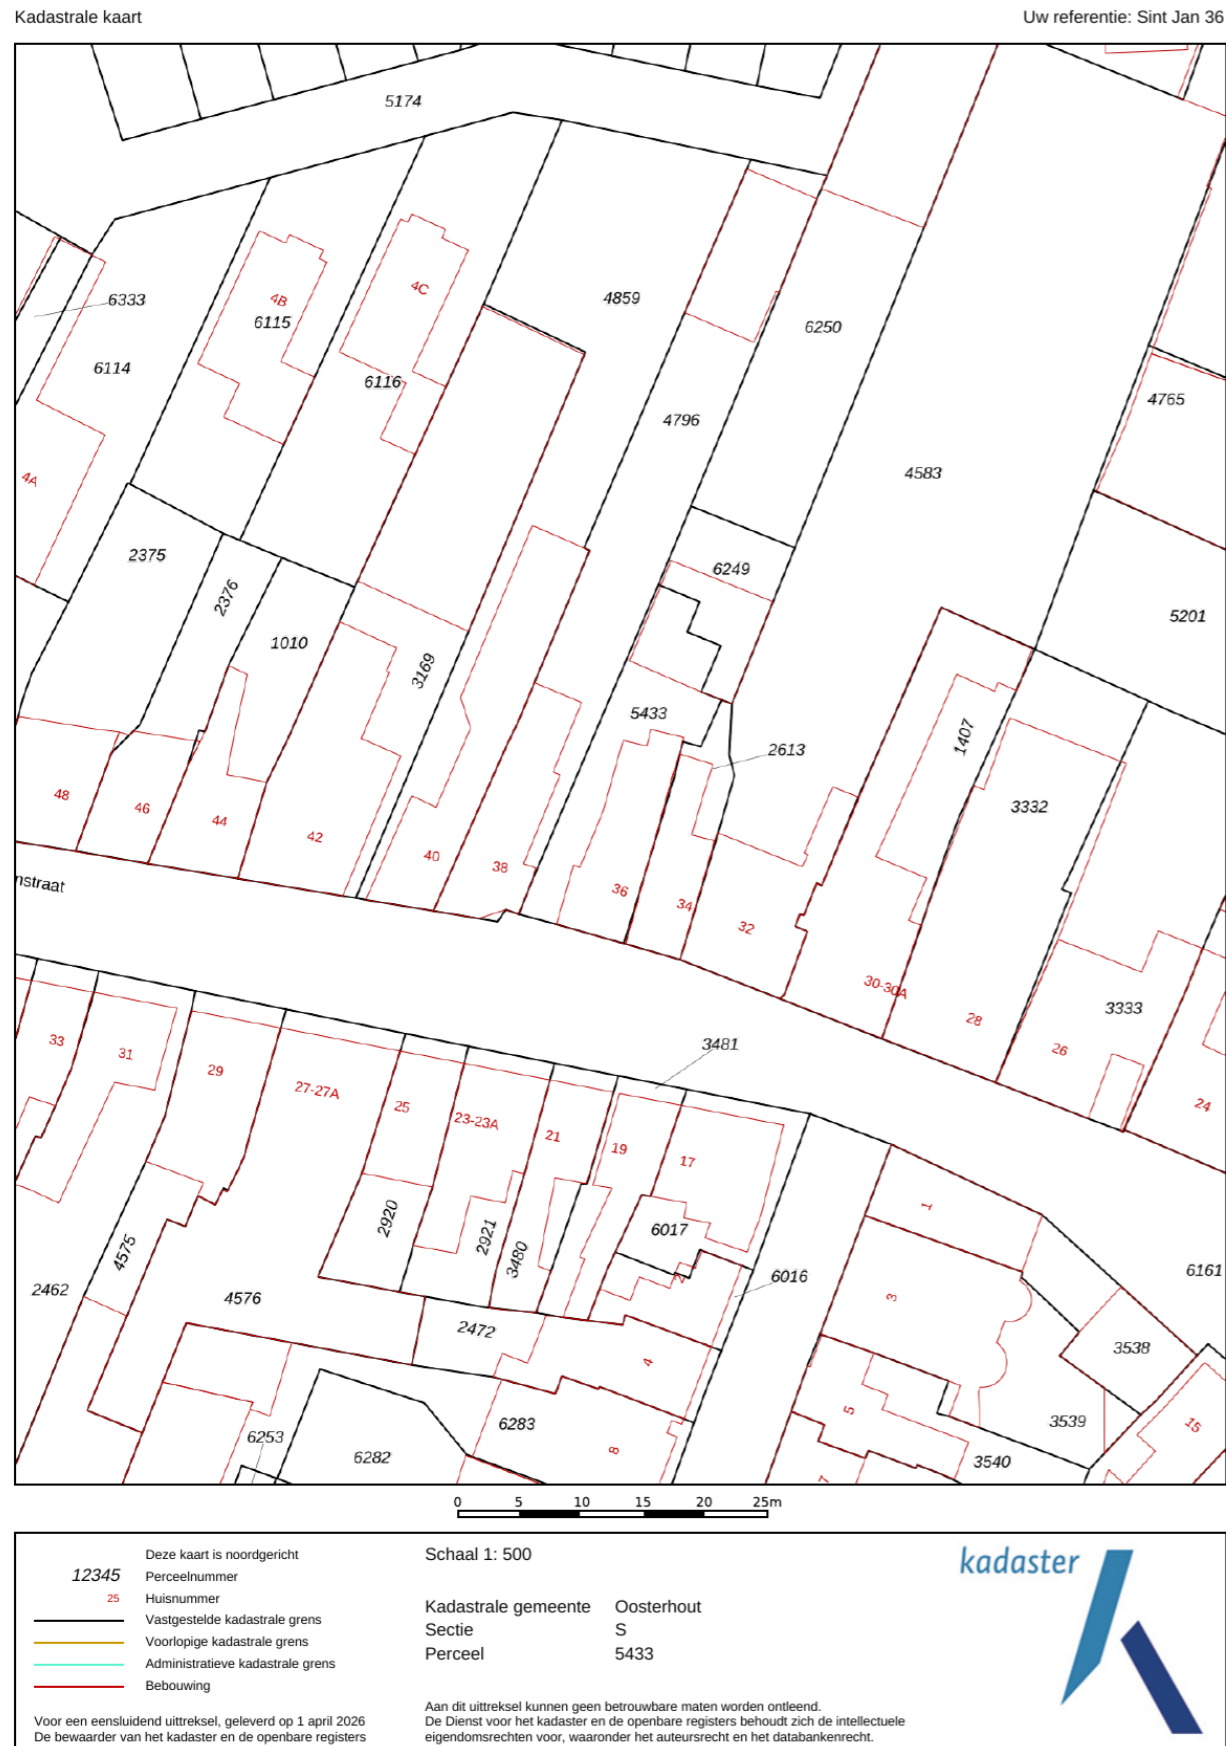 Kadastrale kaart
Uw referentie: Sint Jan 36
5174
6333
4B
6115
4C
4859
6250
6114
6116
4796
4765
4A
4583
2375
2376
6249
1010
3169
5201
5433
1407
2613
48
46
44
42
3332
40
38
36
34
32
nstraat
30-30A
28
3333
26
24
3481
33
31
29
27-27A
25
23-23A
21
19
17
2920
2921
3480
6017
1
4575
2462
4576
2
6016
6161
3
2472
4
3538
6283
5
3539
15
6253
6282
8
7
3540
0 5 10 15 20 25m
Deze kaart is noordgericht
12345 Perceelnummer
25 Huisnummer
Vastgestelde kadastrale grens
Voorlopige kadastrale grens
Administratieve kadastrale grens
Bebouwing
Voor een eensluidend uittreksel, geleverd op 1 april 2026
De bewaarder van het kadaster en de openbare registers
Schaal 1: 500
Kadastrale gemeente Oosterhout
Sectie S
Perceel 5433
Aan dit uittreksel kunnen geen betrouwbare maten worden ontleend.
De Dienst voor het kadaster en de openbare registers behoudt zich de intellectuele
eigendomsrechten voor, waaronder het auteursrecht en het databankenrecht.
kadaster